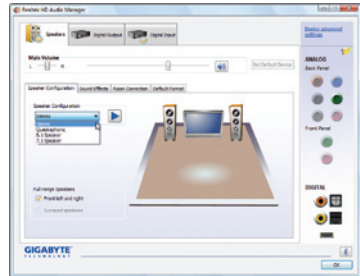 Realtek HD Audio Manager
Speakers
Digital Output
Digital Input
Device advanced
settings
Main Volume
L
R
Set Default Device
ANALOG
Back Panel
Speaker Configuration
Sound Effects
Room Correction
Default Format
Speaker Configuration
Stereo
Stereo
Quadraphonic
5.1 Speaker
7.1 Speaker
Front Panel
Full-range Speakers
Front left and right
Surround speakers
DIGITAL
GIGABYTE
TECHNOLOGY
OK